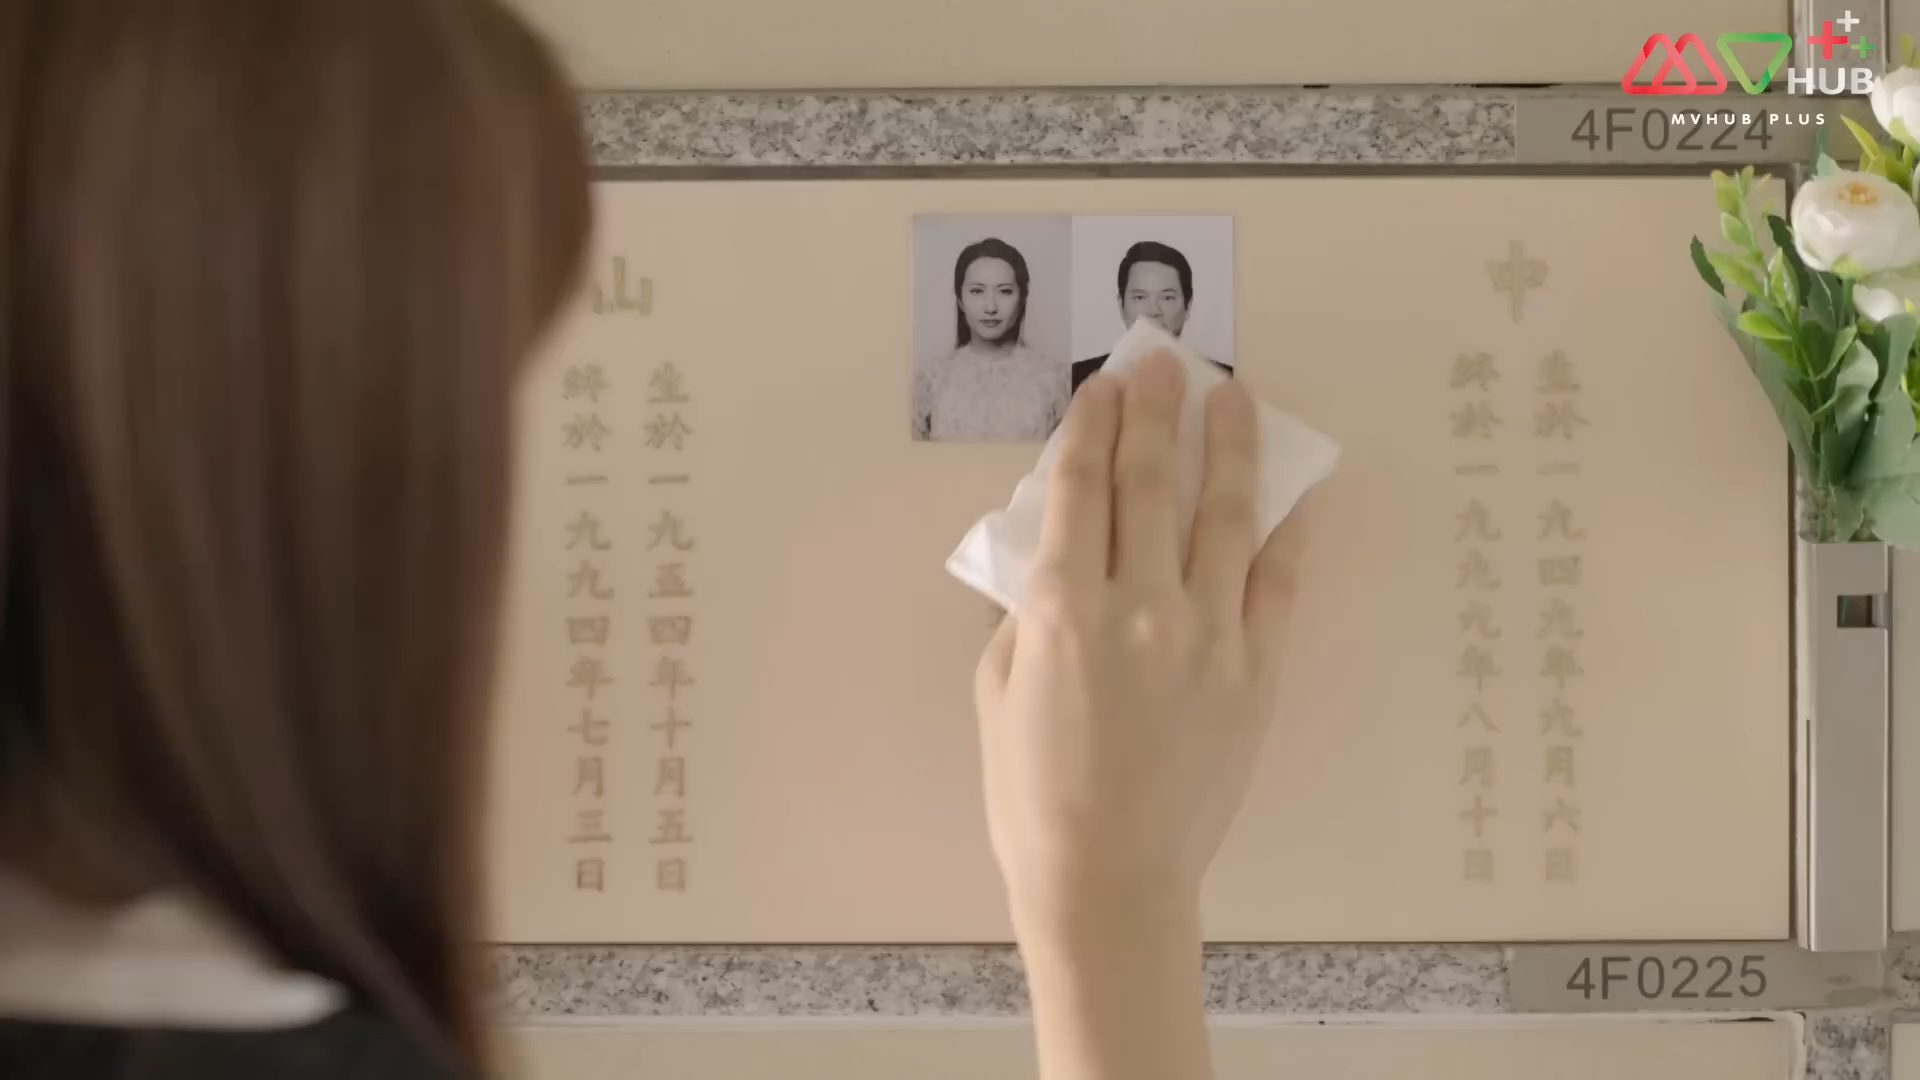 MVHUB
MVHUB PLUS
4F0224
中
生於一九四九年九月六日
終於一九九九年八月十日
山
生於一九五四年十月五日
終於一九九四年七月三日
4F0225